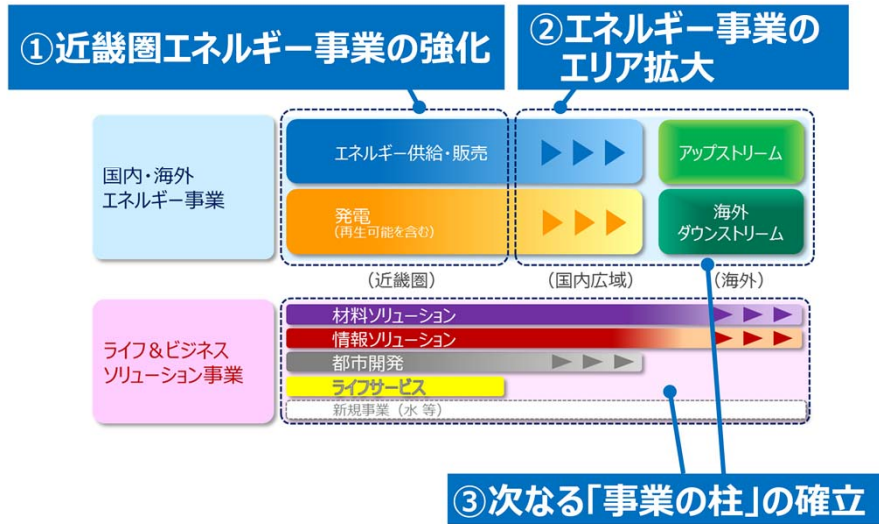 ①近畿圏エネルギー事業の強化
②エネルギー事業の
エリア拡大
国内・海外
エネルギー事業
エネルギー供給・販売
アップストリーム
発電
(再生可能を含む)
海外
ダウンストリーム
(近畿圏)
(国内広域)
(海外)
ライフ&ビジネス
ソリューション事業
材料ソリューション
情報ソリューション
都市開発
ライフサービス
新規事業(水 等)
③次なる「事業の柱」の確立